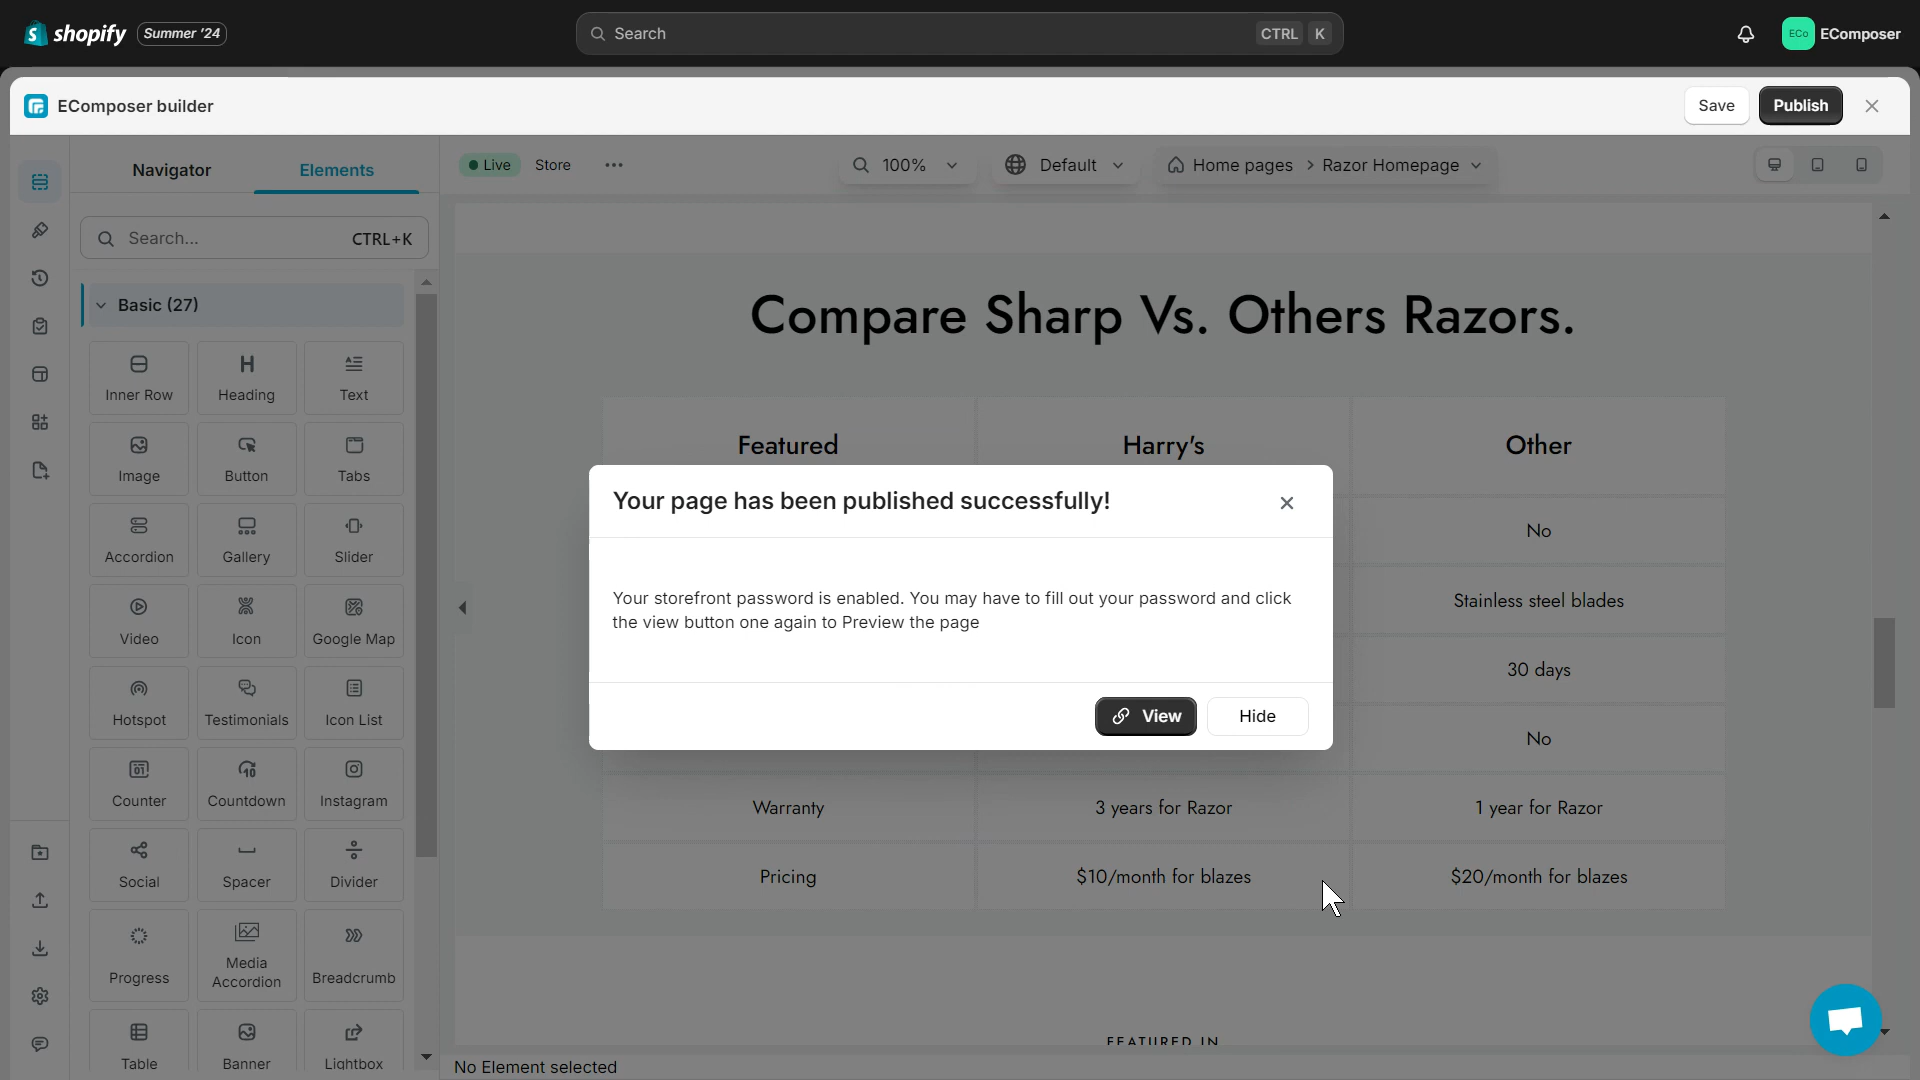 shopify
Summer '24
Search
CTRL K
ECo
EComposer
EComposer builder
Save
Publish
Navigator
Elements
Live
Store
100%
Default
Home pages
Razor Homepage
Search...
CTRL+K
Basic (27)
Inner Row
Heading
Text
Image
Button
Tabs
Accordion
Gallery
Slider
Video
Icon
Google Map
Hotspot
Testimonials
Icon List
Counter
Countdown
Instagram
Social
Spacer
Divider
Progress
Media
Accordion
Breadcrumb
Table
Banner
Lightbox
Compare Sharp Vs. Others Razors.
Featured
Harry's
Other
No
Stainless steel blades
30 days
No
Warranty
3 years for Razor
1 year for Razor
Pricing
$10/month for blazes
$20/month for blazes
FEATURED IN
Your page has been published successfully!
Your storefront password is enabled. You may have to fill out your password and click
the view button one again to Preview the page
View
Hide
No Element selected